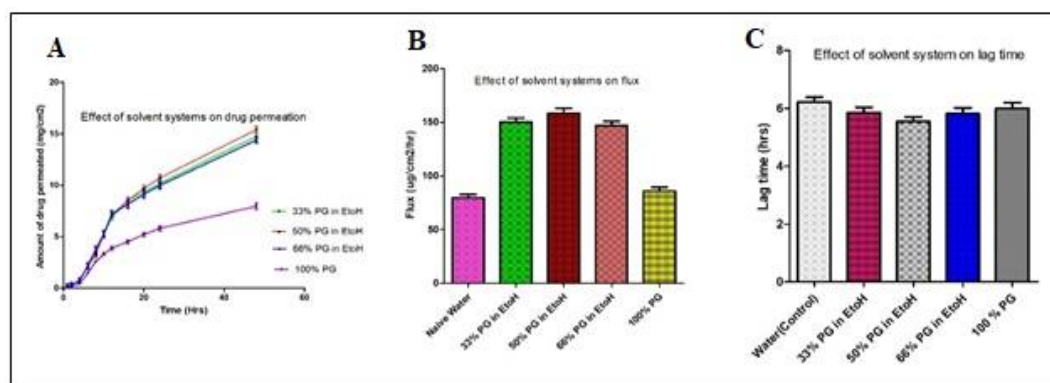 A
Effect of solvent systems on drug permeation
Amount of drug permeated (mg/cm2)
20
15
10
5
0
0
20
40
60
Time (Hrs)
33% PG in EtoH
50% PG in EtoH
66% PG in EtoH
100% PG
B
Effect of solvent systems on flux
Flux (ug/cm2/hr)
200
150
100
50
0
Naive Water
33% PG in EtoH
50% PG in EtoH
66% PG in EtoH
100% PG
C
Effect of solvent system on lag time
Lag time (hrs)
8
6
4
2
0
Water(Control)
33% PG in EtoH
50% PG in EtoH
66% PG in EtoH
100 % PG